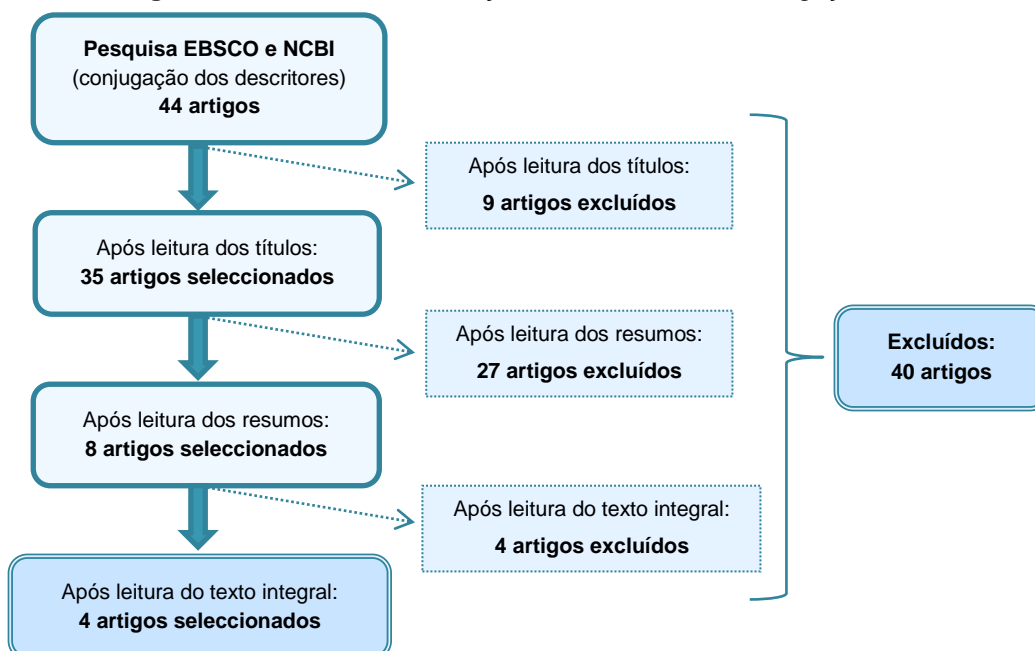 Pesquisa EBSCO e NCBI
(conjugação dos descritores)
44 artigos
Após leitura dos títulos:
9 artigos excluídos
Após leitura dos títulos:
35 artigos seleccionados
Após leitura dos resumos:
27 artigos excluídos
Excluídos:
40 artigos
Após leitura dos resumos:
8 artigos seleccionados
Após leitura do texto integral:
4 artigos excluídos
Após leitura do texto integral:
4 artigos seleccionados